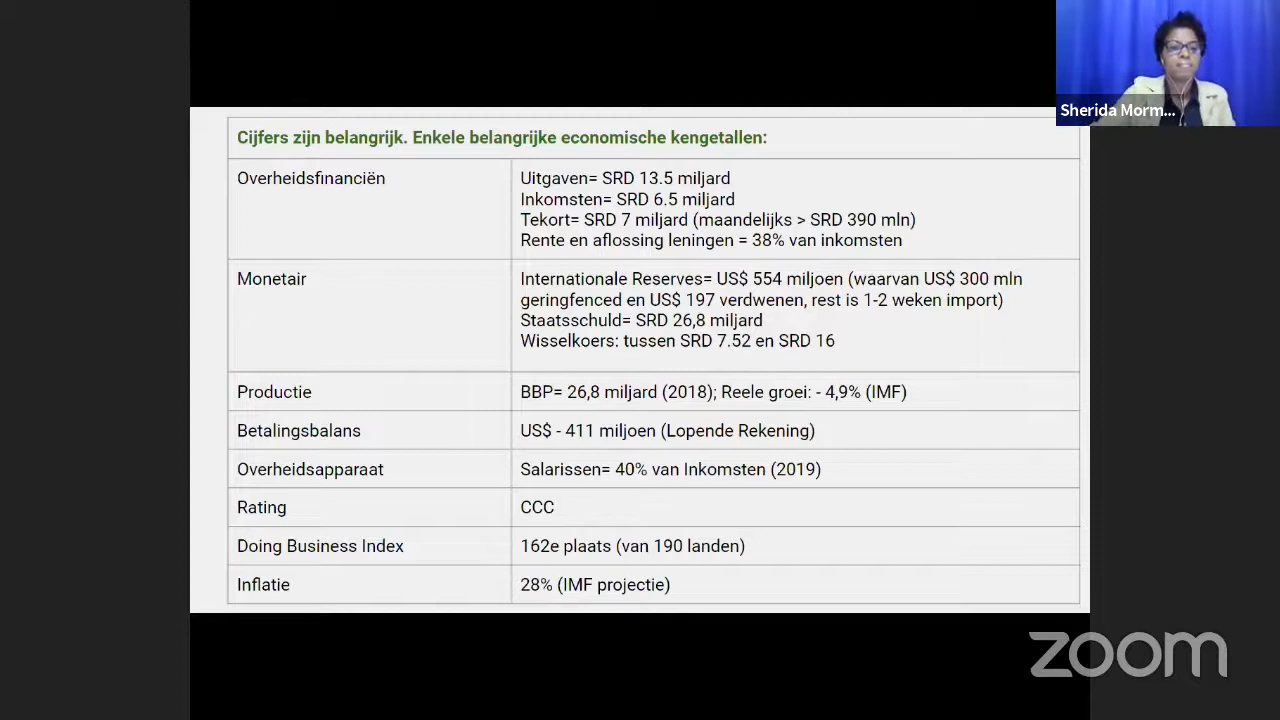 Sherida Morm...
Cijfers zijn belangrijk. Enkele belangrijke economische kengetallen:
Overheidsfinanciën
Uitgaven= SRD 13.5 miljard
Inkomsten= SRD 6.5 miljard
Tekort= SRD 7 miljard (maandelijks > SRD 390 mln)
Rente en aflossing leningen = 38% van inkomsten
Monetair
Internationale Reserves= US$ 554 miljoen (waarvan US$ 300 mln
geringfenced en US$ 197 verdwenen, rest is 1-2 weken import)
Staatsschuld= SRD 26,8 miljard
Wisselkoers: tussen SRD 7.52 en SRD 16
Productie
BBP= 26,8 miljard (2018); Reele groei: - 4,9% (IMF)
Betalingsbalans
US$ - 411 miljoen (Lopende Rekening)
Overheidsapparaat
Salarissen= 40% van Inkomsten (2019)
Rating
CCC
Doing Business Index
162e plaats (van 190 landen)
Inflatie
28% (IMF projectie)
zoom